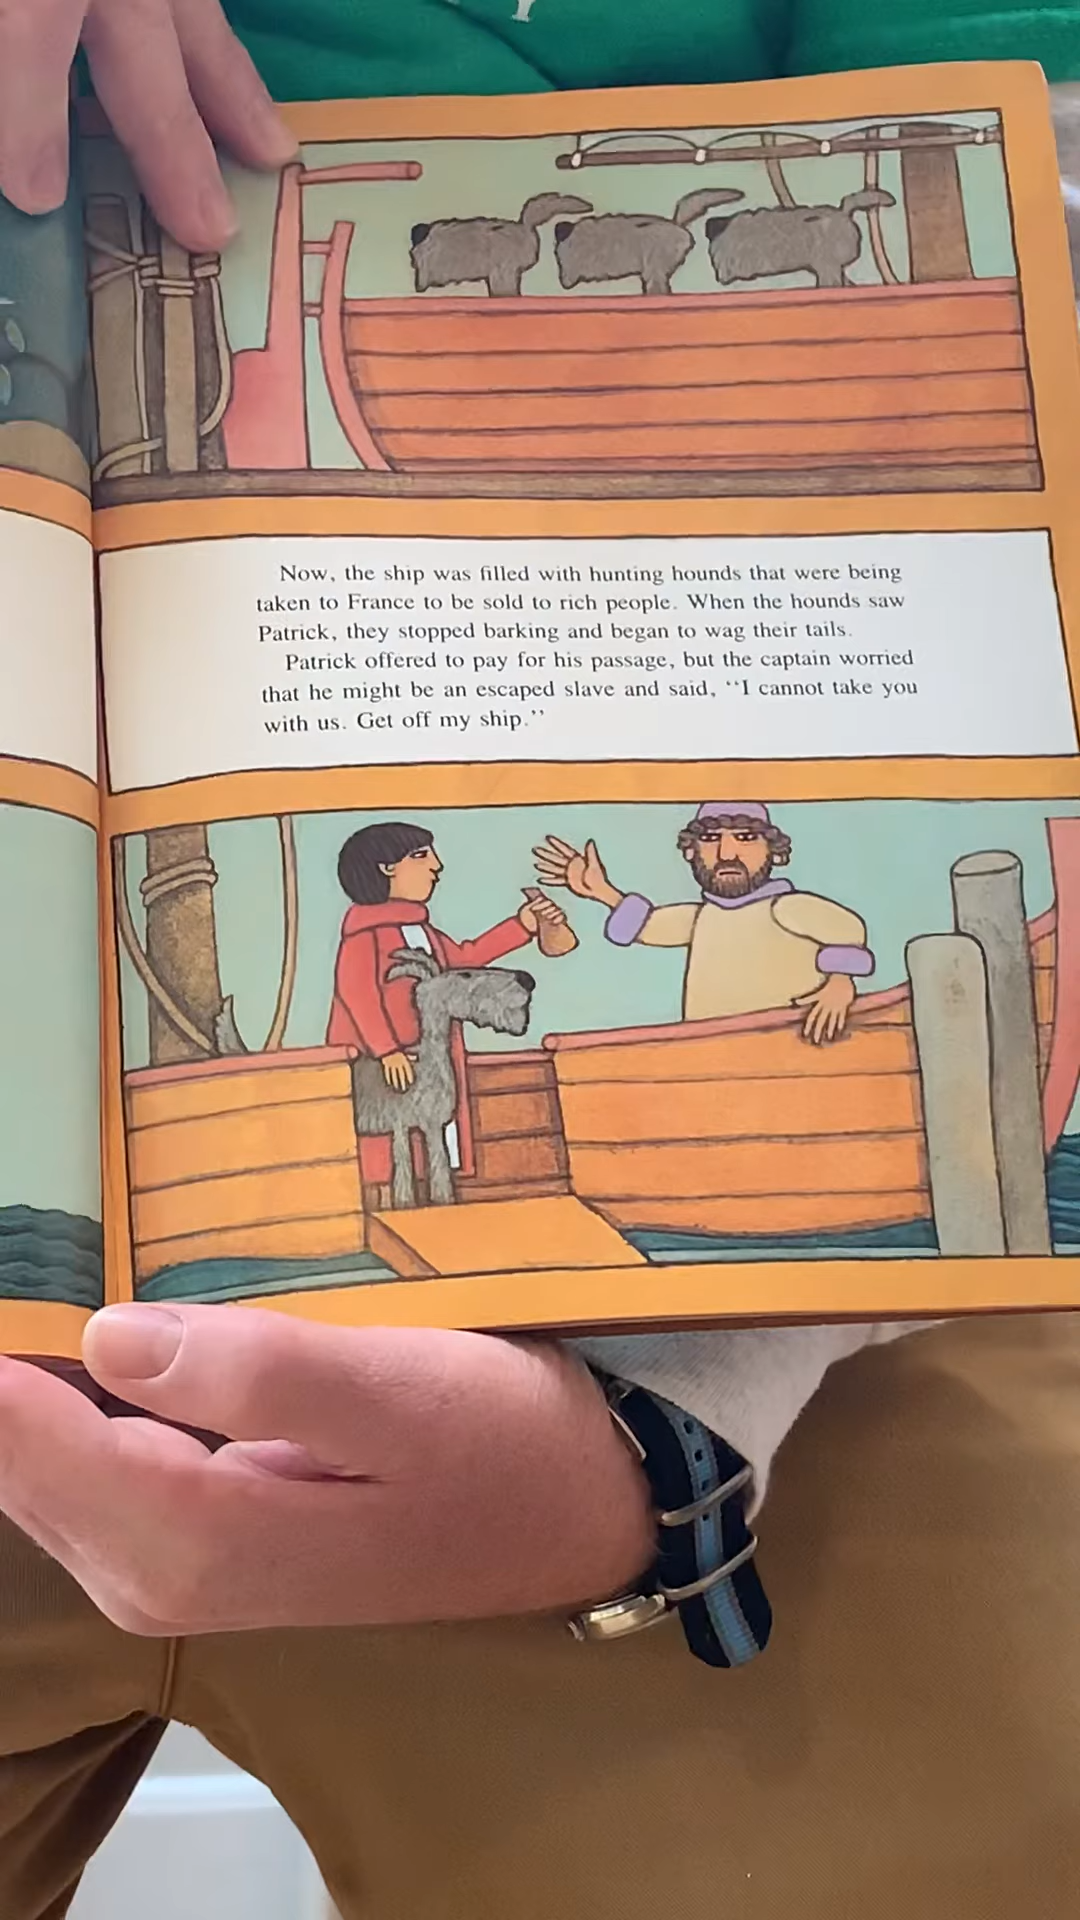 Now, the ship was filled with hunting hounds that were being
taken to France to be sold to rich people. When the hounds saw
Patrick, they stopped barking and began to wag their tails.
Patrick offered to pay for his passage, but the captain worried
that he might be an escaped slave and said, ‘‘I cannot take you
with us. Get off my ship.’’